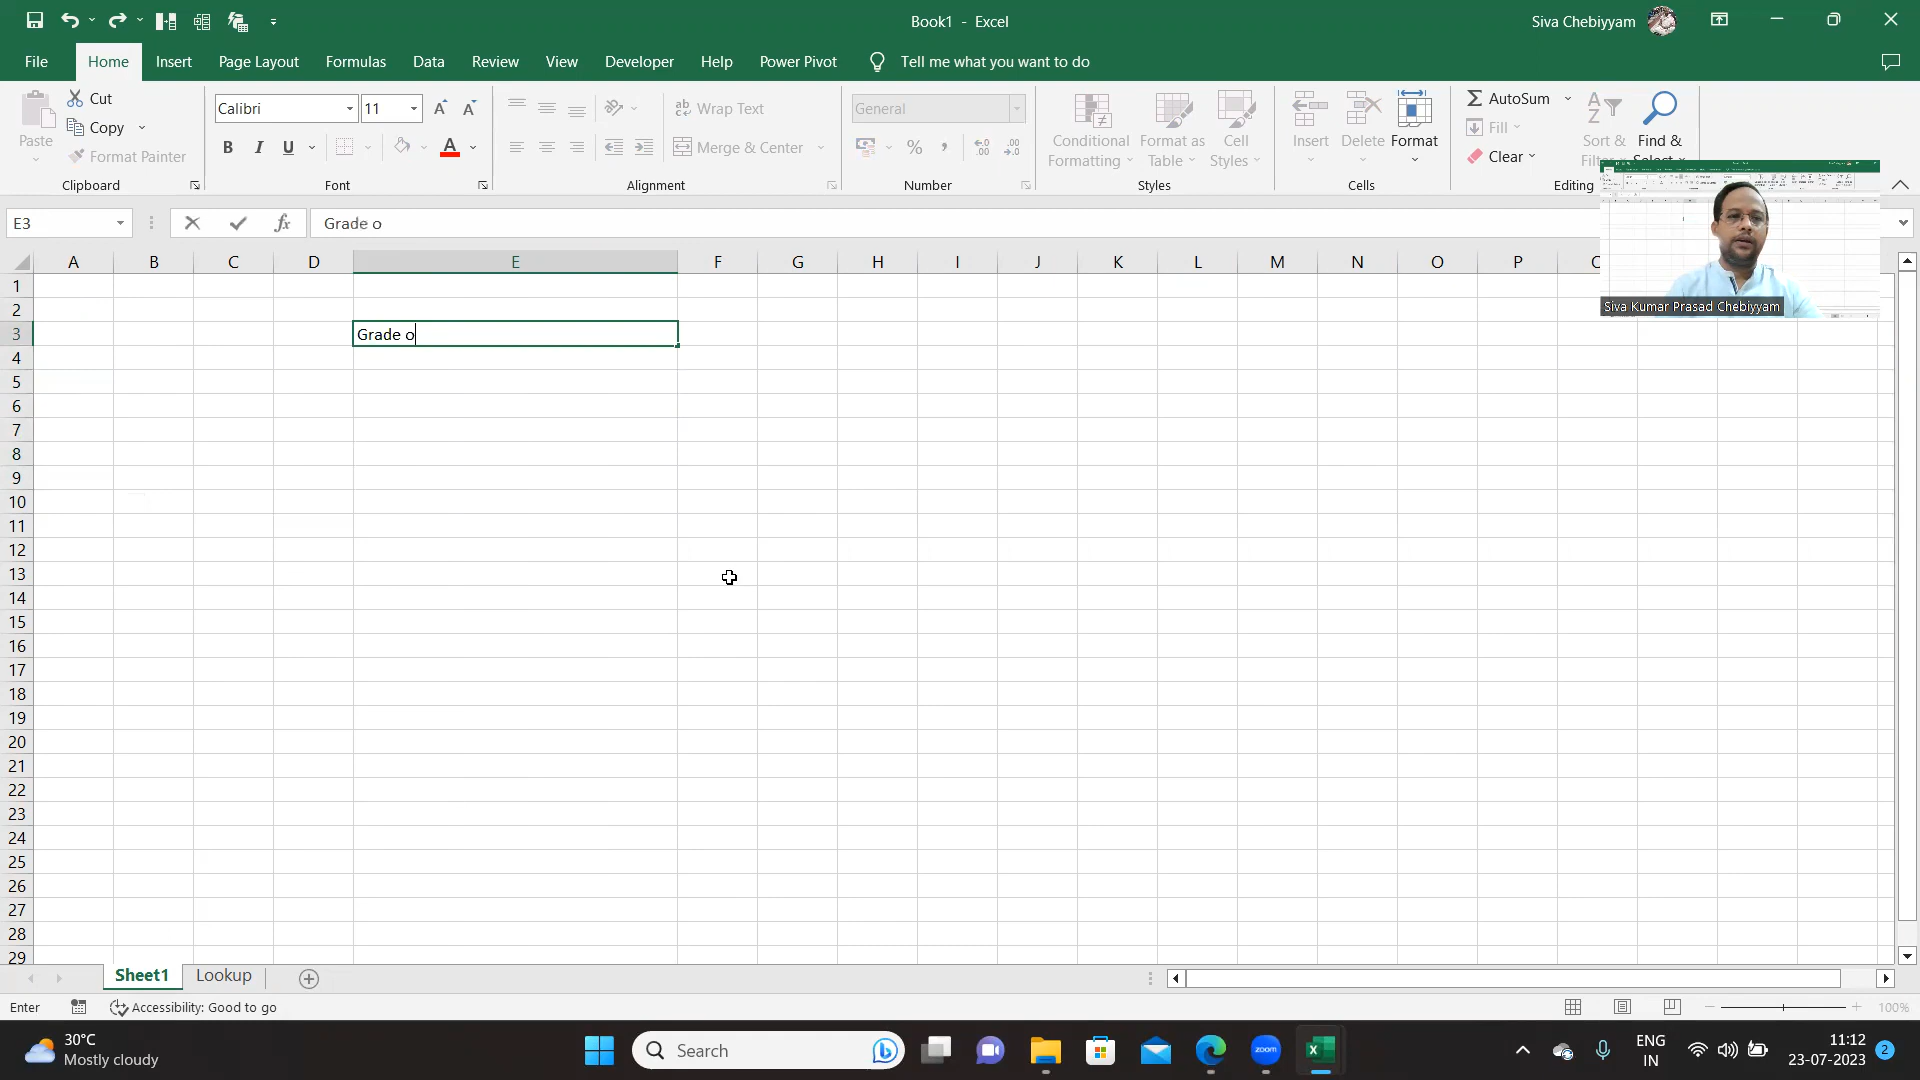 Book1 - Excel
Siva Chebiyyam
File Home Insert Page Layout Formulas Data Review View Developer Help Power Pivot Tell me what you want to do
Paste
Cut
Copy
Format Painter
Clipboard
Calibri 11
B I U A
Font
Wrap Text
Merge & Center
Alignment
General
% ,
Number
Conditional Formatting
Format as Table
Cell Styles
Styles
Insert Delete Format
Cells
AutoSum
Fill
Clear
Sort &
Find &
Editing
E3
fx
Grade o
Siva Kumar Prasad Chebiyyam
A B C D E F G H I J K L M N O P
1
2
3 Grade o
4
5
6
7
8
9
10
11
12
13
14
15
16
17
18
19
20
21
22
23
24
25
26
27
28
29
Sheet1 Lookup
Enter
Accessibility: Good to go
100%
30°C
Mostly cloudy
Search
zoom
ENG
IN
11:12
23-07-2023
2